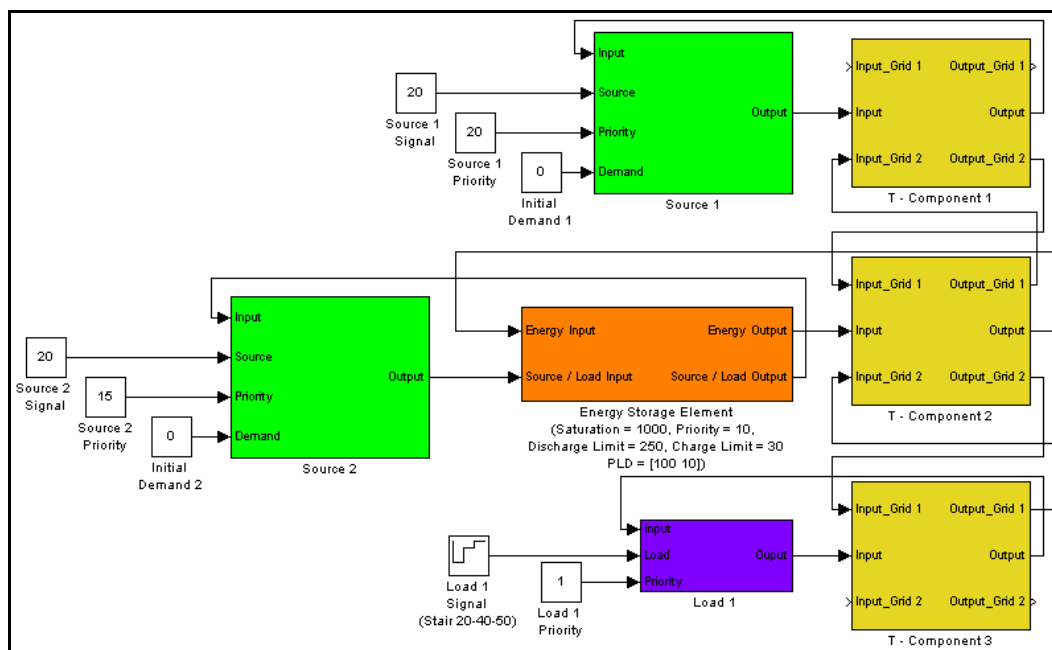 Input
Source
Priority
Demand
Output
Source 1
20
Source 1
Signal
20
Source 1
Priority
0
Initial
Demand 1
Input_Grid 1
Input
Input_Grid 2
Output_Grid 1
Output
Output_Grid 2
T - Component 1
Input
Source
Priority
Demand
Output
Source 2
20
Source 2
Signal
15
Source 2
Priority
0
Initial
Demand 2
Energy Input
Source / Load Input
Energy Output
Source / Load Output
Energy Storage Element
(Saturation = 1000, Priority = 10,
Discharge Limit = 250, Charge Limit = 30
PLD = [100 10])
Input_Grid 1
Input
Input_Grid 2
Output_Grid 1
Output
Output_Grid 2
T - Component 2
Input
Load
Priority
Ouput
Load 1
Load 1
Signal
(Stair 20-40-50)
1
Load 1
Priority
Input_Grid 1
Input
Input_Grid 2
Output_Grid 1
Output
Output_Grid 2
T - Component 3